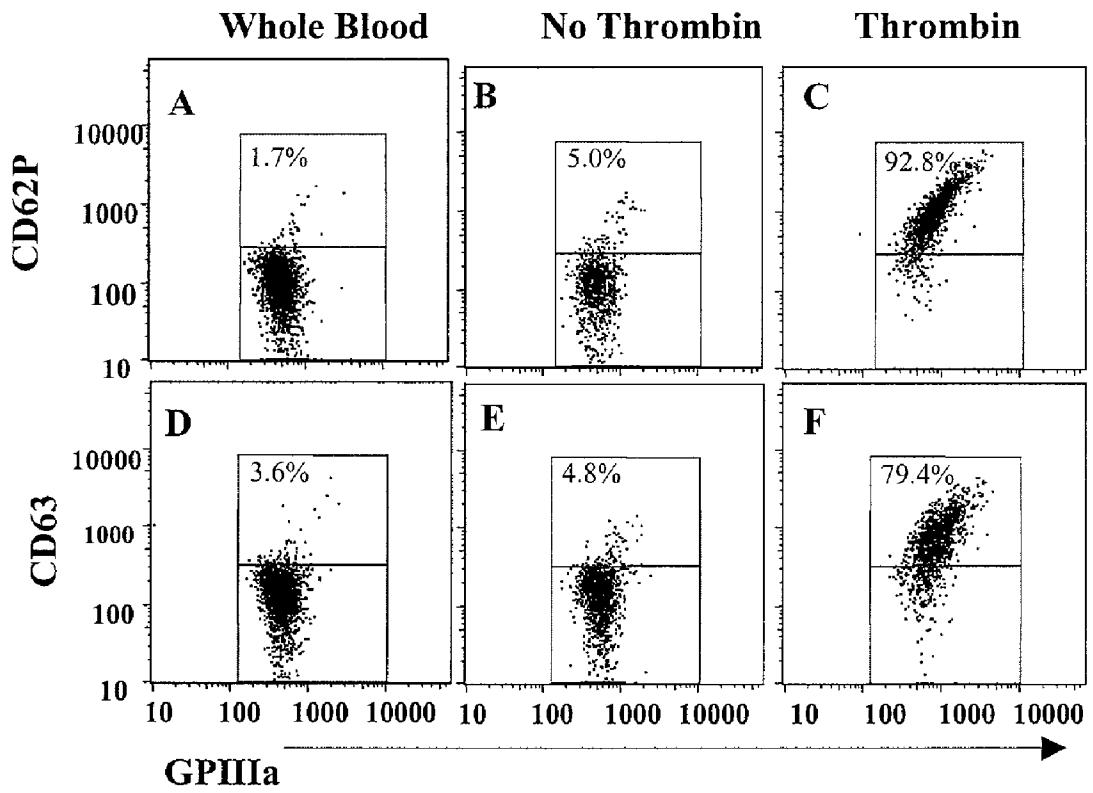 Whole Blood No Thrombin Thrombin
A B C
1.7% 5.0% 92.8%
CD62P
10000
1000
100
10
D E F
3.6% 4.8% 79.4%
CD63
10000
1000
100
10
10 100 1000 10000 10 100 1000 10000 10 100 1000 10000
GPIIIa